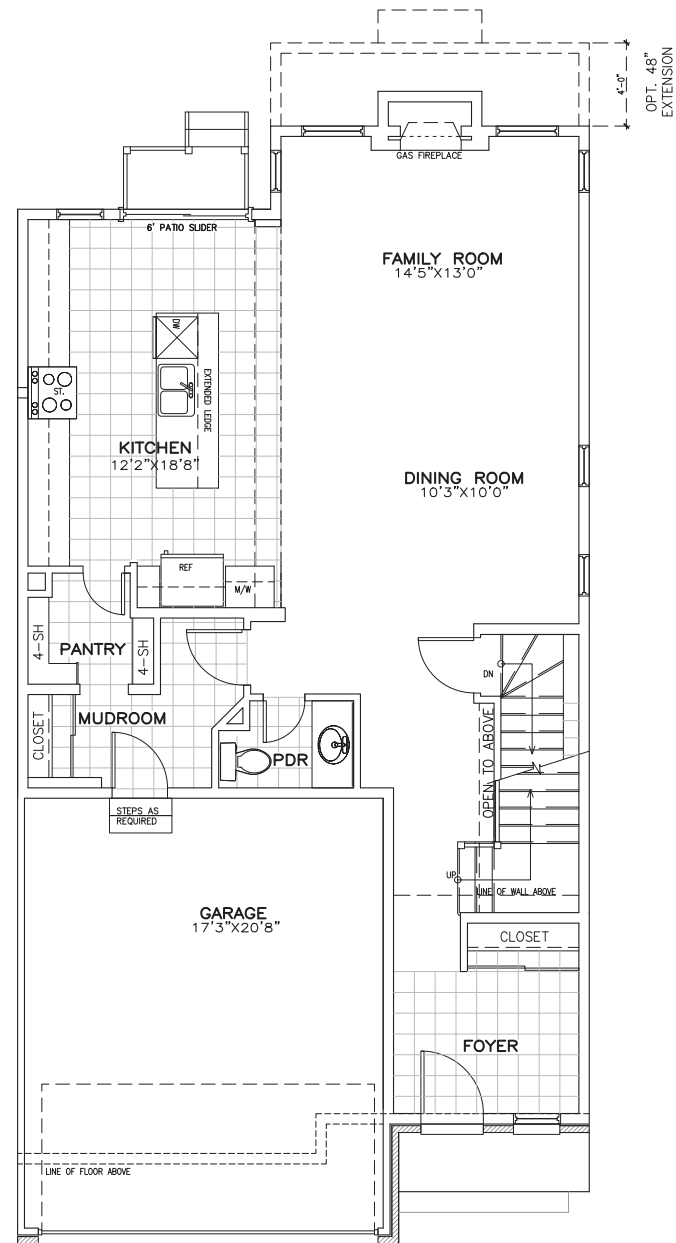 OPT. 48"
EXTENSION
4'-0"
GAS FIREPLACE
6' PATIO SLIDER
FAMILY ROOM
14'5"X13'0"
DW
EXTENDED LEDGE
ST.
KITCHEN
12'2"X18'8"
DINING ROOM
10'3"X10'0"
REF
M/W
4-SH
PANTRY
4-SH
DN
CLOSET
MUDROOM
OPEN TO ABOVE
PDR
STEPS AS
REQUIRED
UP
LINE OF WALL ABOVE
GARAGE
17'3"X20'8"
CLOSET
FOYER
LINE OF FLOOR ABOVE